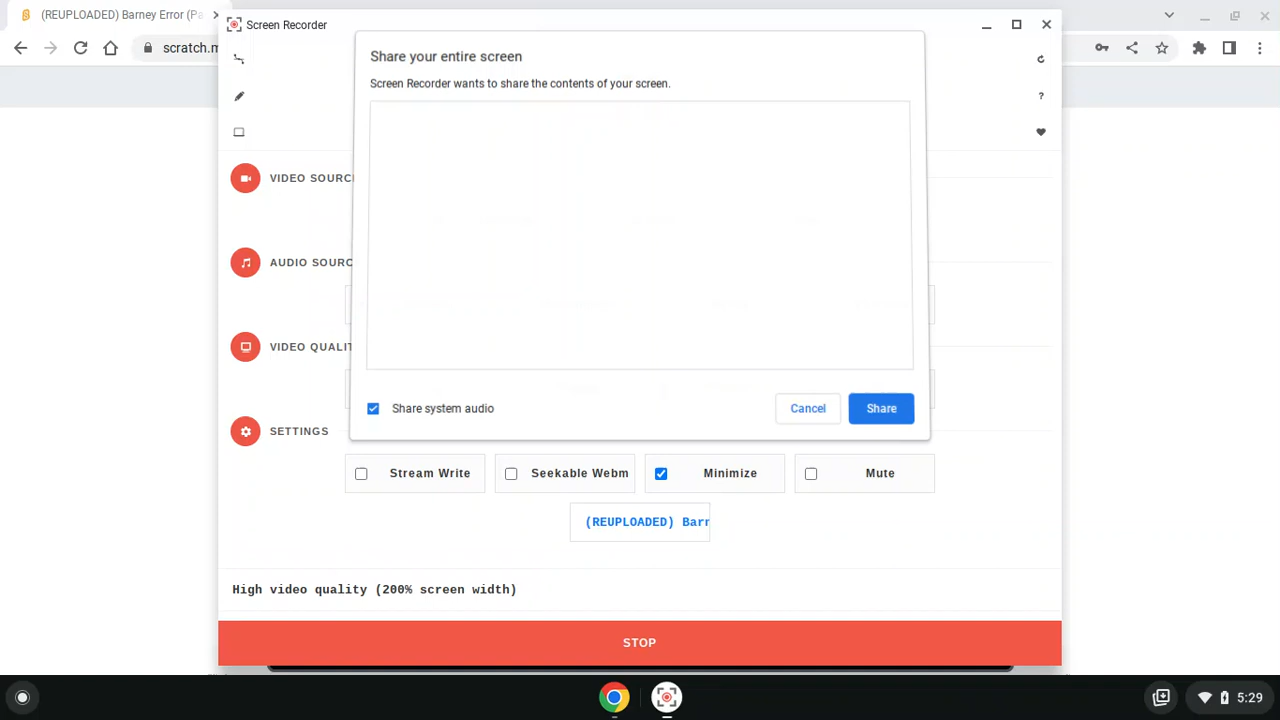 (REUPLOADED) Barney Error (Pa
Screen Recorder
scratch.m
Share your entire screen
Screen Recorder wants to share the contents of your screen.
VIDEO SOURC
AUDIO SOURC
VIDEO QUALIT
Share system audio
Cancel
Share
SETTINGS
Stream Write
Seekable Webm
Minimize
Mute
(REUPLOADED) Barr
High video quality (200% screen width)
STOP
5:29